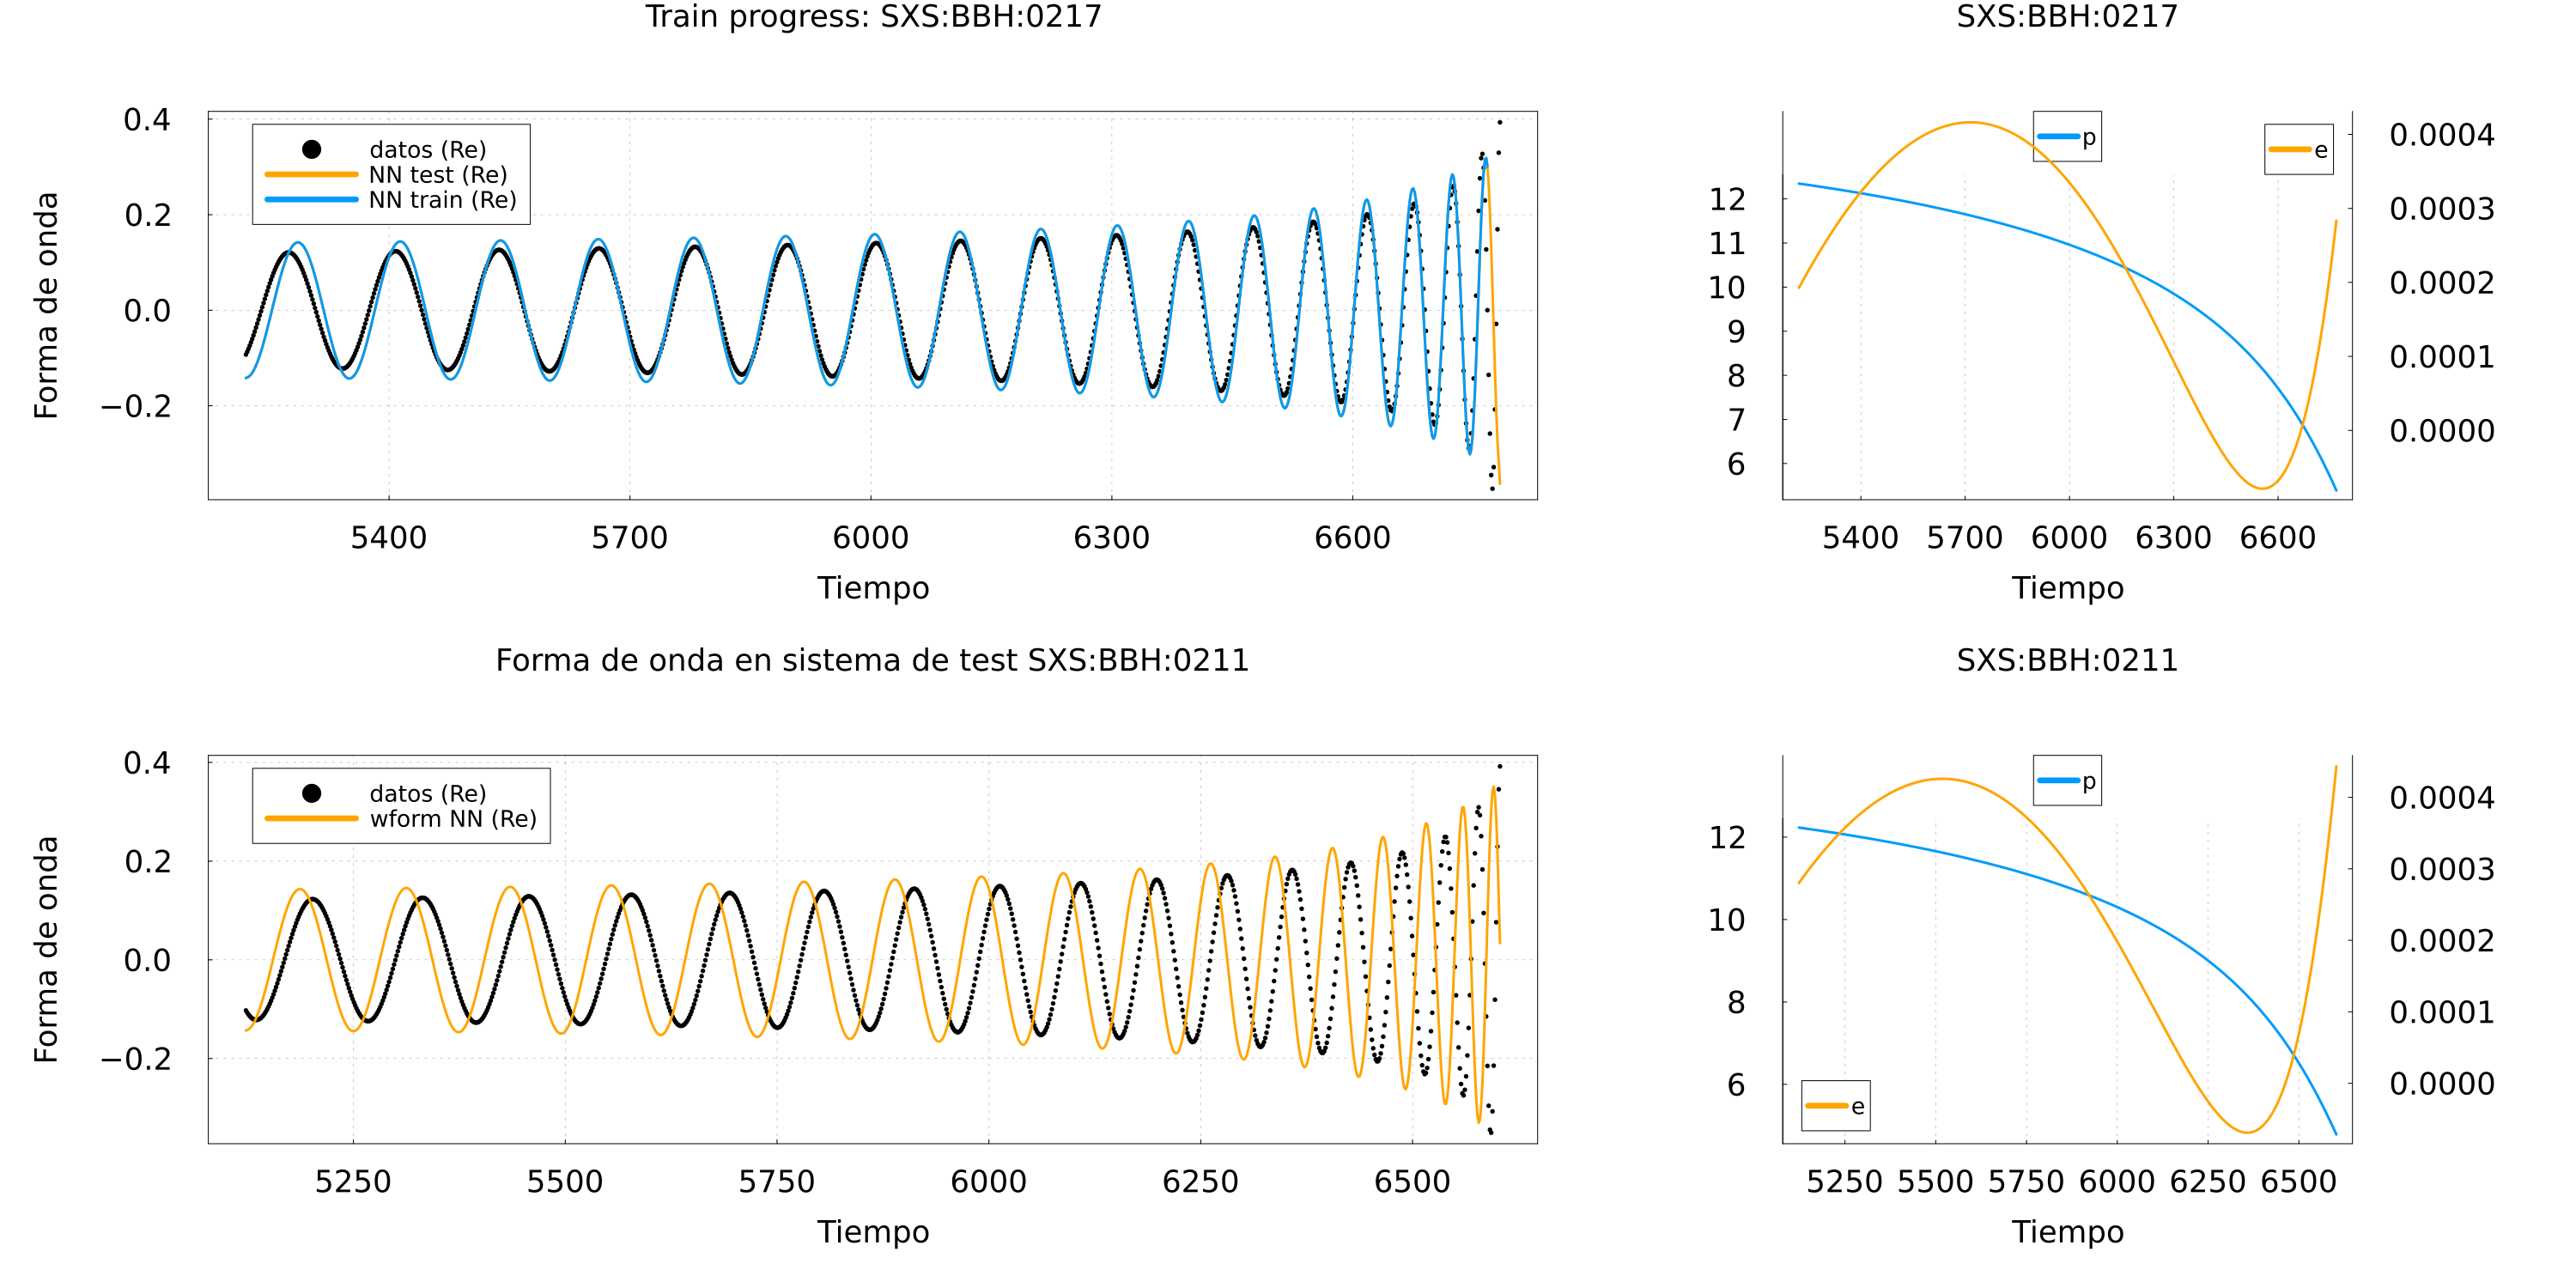 Train progress: SXS:BBH:0217
Forma de onda
0.4
0.2
0.0
−0.2
datos (Re)
NN test (Re)
NN train (Re)
5400 5700 6000 6300 6600
Tiempo
SXS:BBH:0217
12
11
10
9
8
7
6
p
e
0.0004
0.0003
0.0002
0.0001
0.0000
5400 5700 6000 6300 6600
Tiempo
Forma de onda en sistema de test SXS:BBH:0211
Forma de onda
0.4
0.2
0.0
−0.2
datos (Re)
wform NN (Re)
5250 5500 5750 6000 6250 6500
Tiempo
SXS:BBH:0211
12
10
8
6
p
e
0.0004
0.0003
0.0002
0.0001
0.0000
5250 5500 5750 6000 6250 6500
Tiempo